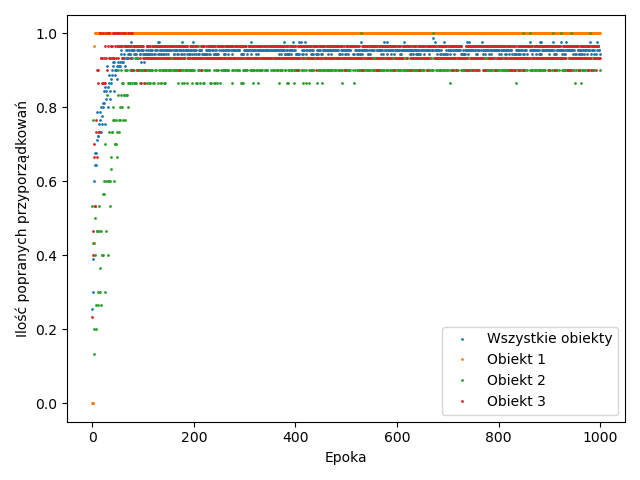 1.0
0.8
0.6
0.4
0.2
0.0
Ilość popranych przyporządkowań
0
200
400
600
800
1000
Epoka
Wszystkie obiekty
Obiekt 1
Obiekt 2
Obiekt 3